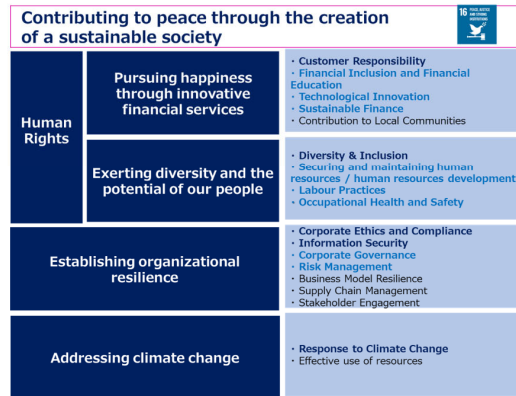 Contributing to peace through the creation
of a sustainable society
16 PEACE, JUSTICE
AND STRONG
INSTITUTIONS
Human
Rights
Pursuing happiness
through innovative
financial services
・Customer Responsibility
・Financial Inclusion and Financial
Education
・Technological Innovation
・Sustainable Finance
・Contribution to Local Communities
Exerting diversity and the
potential of our people
・Diversity & Inclusion
・Securing and maintaining human
resources / human resources development
・Labour Practices
・Occupational Health and Safety
Establishing organizational
resilience
・Corporate Ethics and Compliance
・Information Security
・Corporate Governance
・Risk Management
・Business Model Resilience
・Supply Chain Management
・Stakeholder Engagement
Addressing climate change
・Response to Climate Change
・Effective use of resources